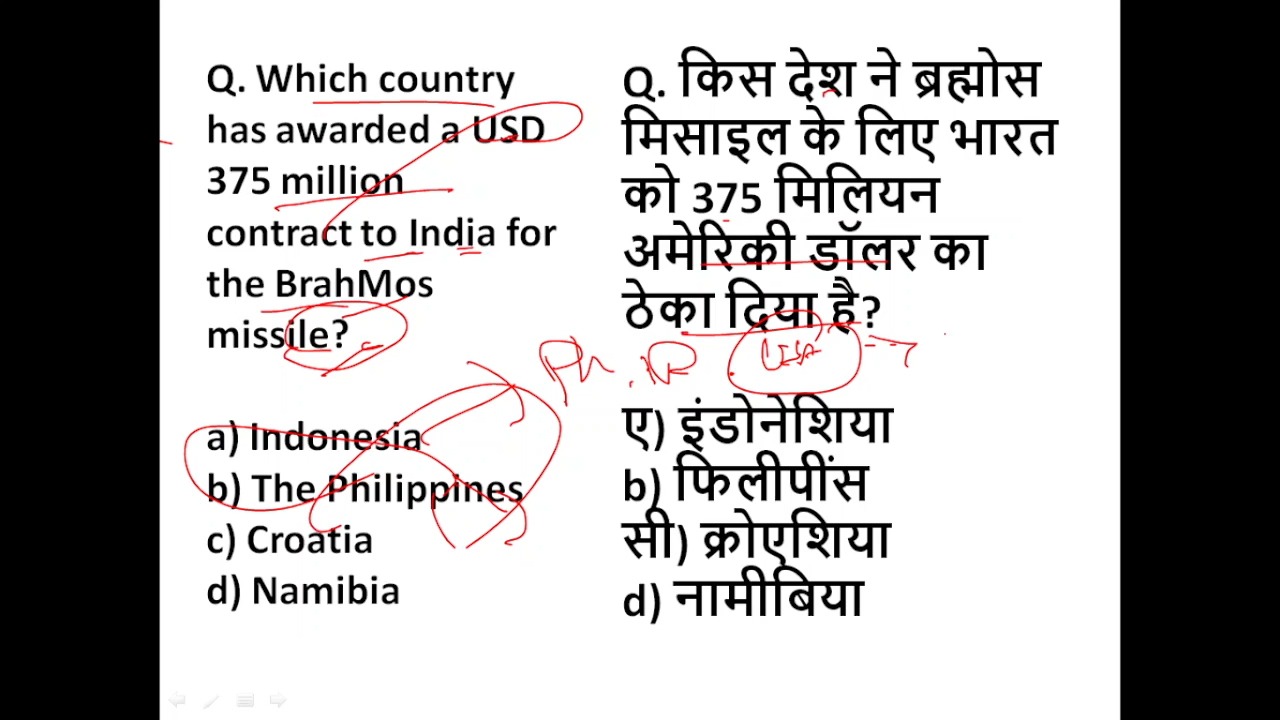 Q. Which country
has awarded a USD
375 million
contract to India for
the BrahMos
missile?
a) Indonesia
b) The Philippines
c) Croatia
d) Namibia
Q. किस देश ने ब्रह्मोस
मिसाइल के लिए भारत
को 375 मिलियन
अमेरिकी डॉलर का
ठेका दिया है?
ए) इंडोनेशिया
b) फिलीपींस
सी) क्रोएशिया
d) नामीबिया